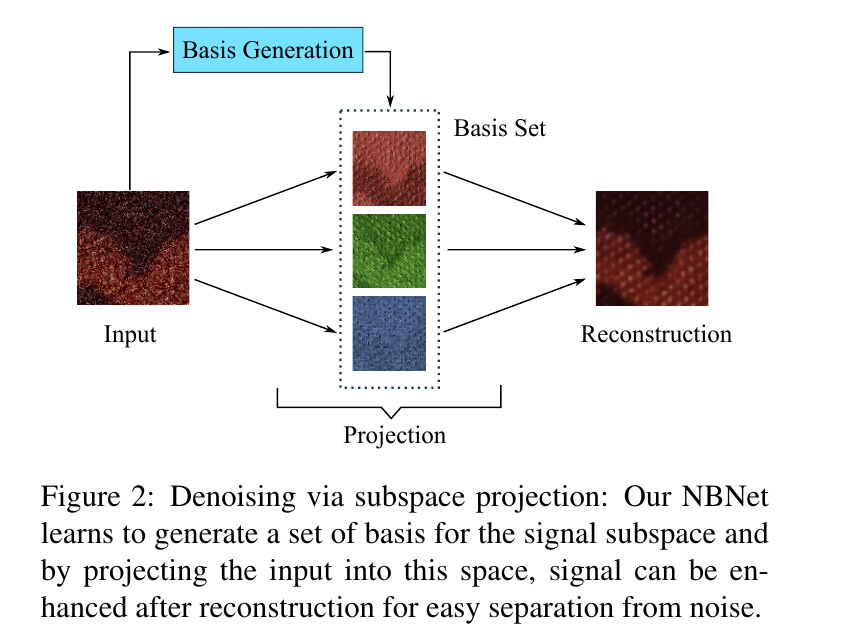 Basis Generation
Basis Set
Input
Reconstruction
Projection
Figure 2: Denoising via subspace projection: Our NBNet
learns to generate a set of basis for the signal subspace and
by projecting the input into this space, signal can be en-
hanced after reconstruction for easy separation from noise.